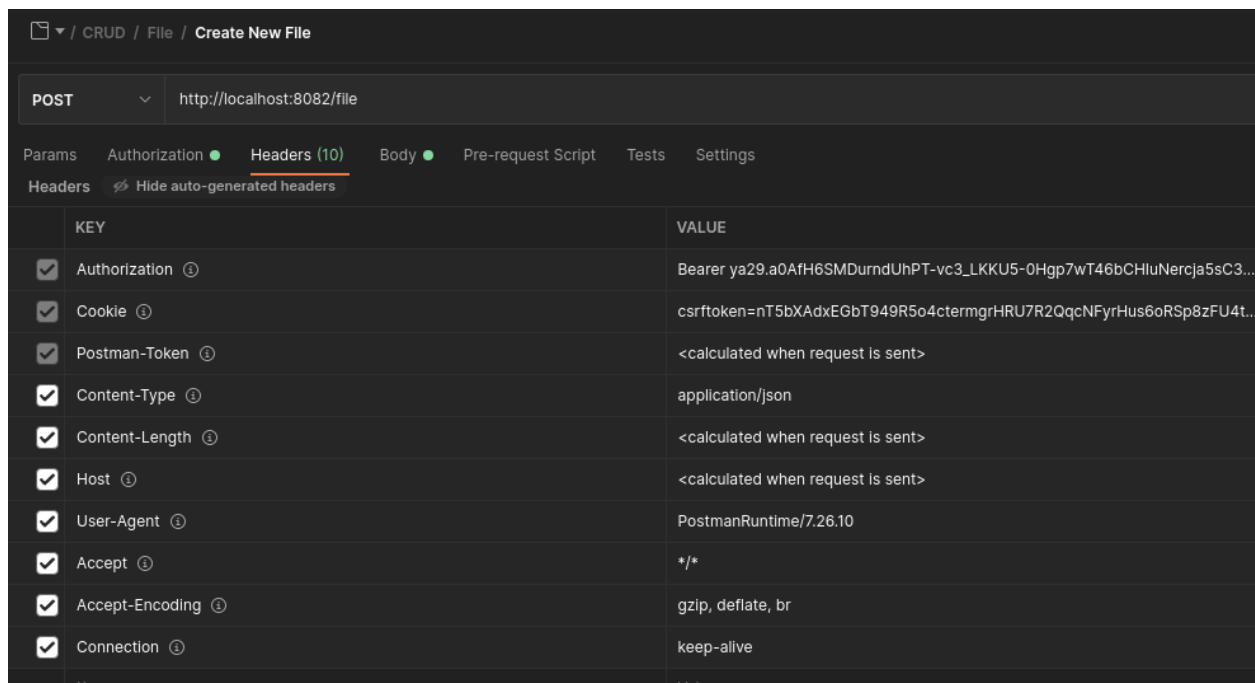 / CRUD / File / Create New File
POST http://localhost:8082/file
Params Authorization Headers (10) Body Pre-request Script Tests Settings
Headers Hide auto-generated headers
KEY VALUE
Authorization Bearer ya29.a0AfH6SMDurndUhPT-vc3_LKKU5-0Hgp7wT46bCHIuNercja5sC3...
Cookie csrftoken=nT5bXAdxEGbT949R5o4ctermgrHRU7R2QqcNFyrHus6oRSp8zFU4t...
Postman-Token <calculated when request is sent>
Content-Type application/json
Content-Length <calculated when request is sent>
Host <calculated when request is sent>
User-Agent PostmanRuntime/7.26.10
Accept */*
Accept-Encoding gzip, deflate, br
Connection keep-alive